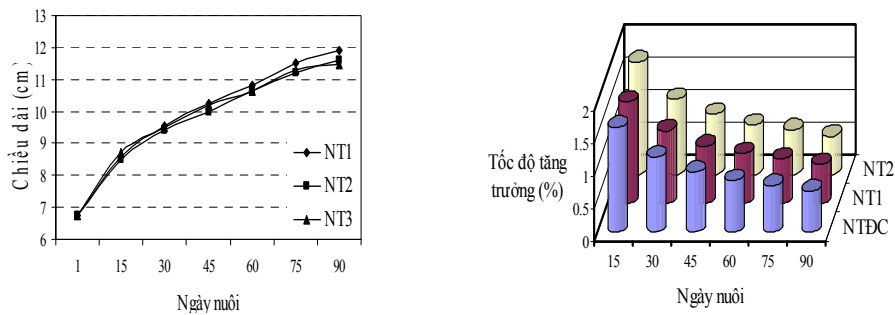 13
12
11
10
9
8
7
6
Chiều dài (cm)
NT1
NT2
NT3
1 15 30 45 60 75 90
Ngày nuôi
2
1.5
1
0.5
0
Tốc độ tăng
trưởng (%)
NT2
NT1
NTĐC
15 30 45 60 75 90
Ngày nuôi